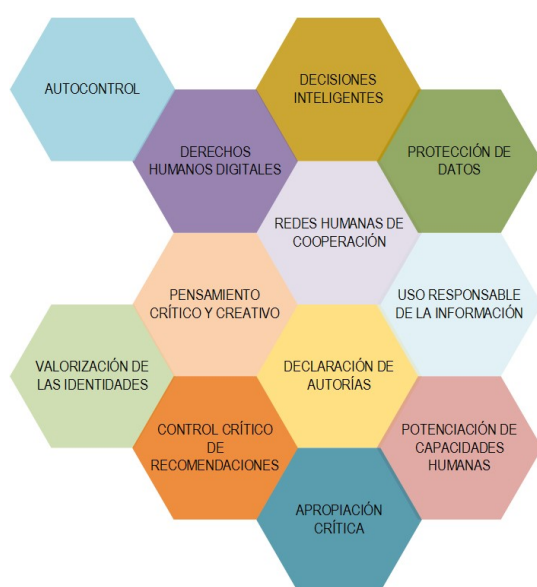 AUTOCONTROL
DECISIONES
INTELIGENTES
DERECHOS
HUMANOS DIGITALES
PROTECCIÓN DE
DATOS
REDES HUMANAS DE
COOPERACIÓN
PENSAMIENTO
CRÍTICO Y CREATIVO
USO RESPONSABLE
DE LA INFORMACIÓN
VALORIZACIÓN DE
LAS IDENTIDADES
DECLARACIÓN DE
AUTORÍAS
CONTROL CRÍTICO
DE
RECOMENDACIONES
POTENCIACIÓN DE
CAPACIDADES
HUMANAS
APROPIACIÓN
CRÍTICA